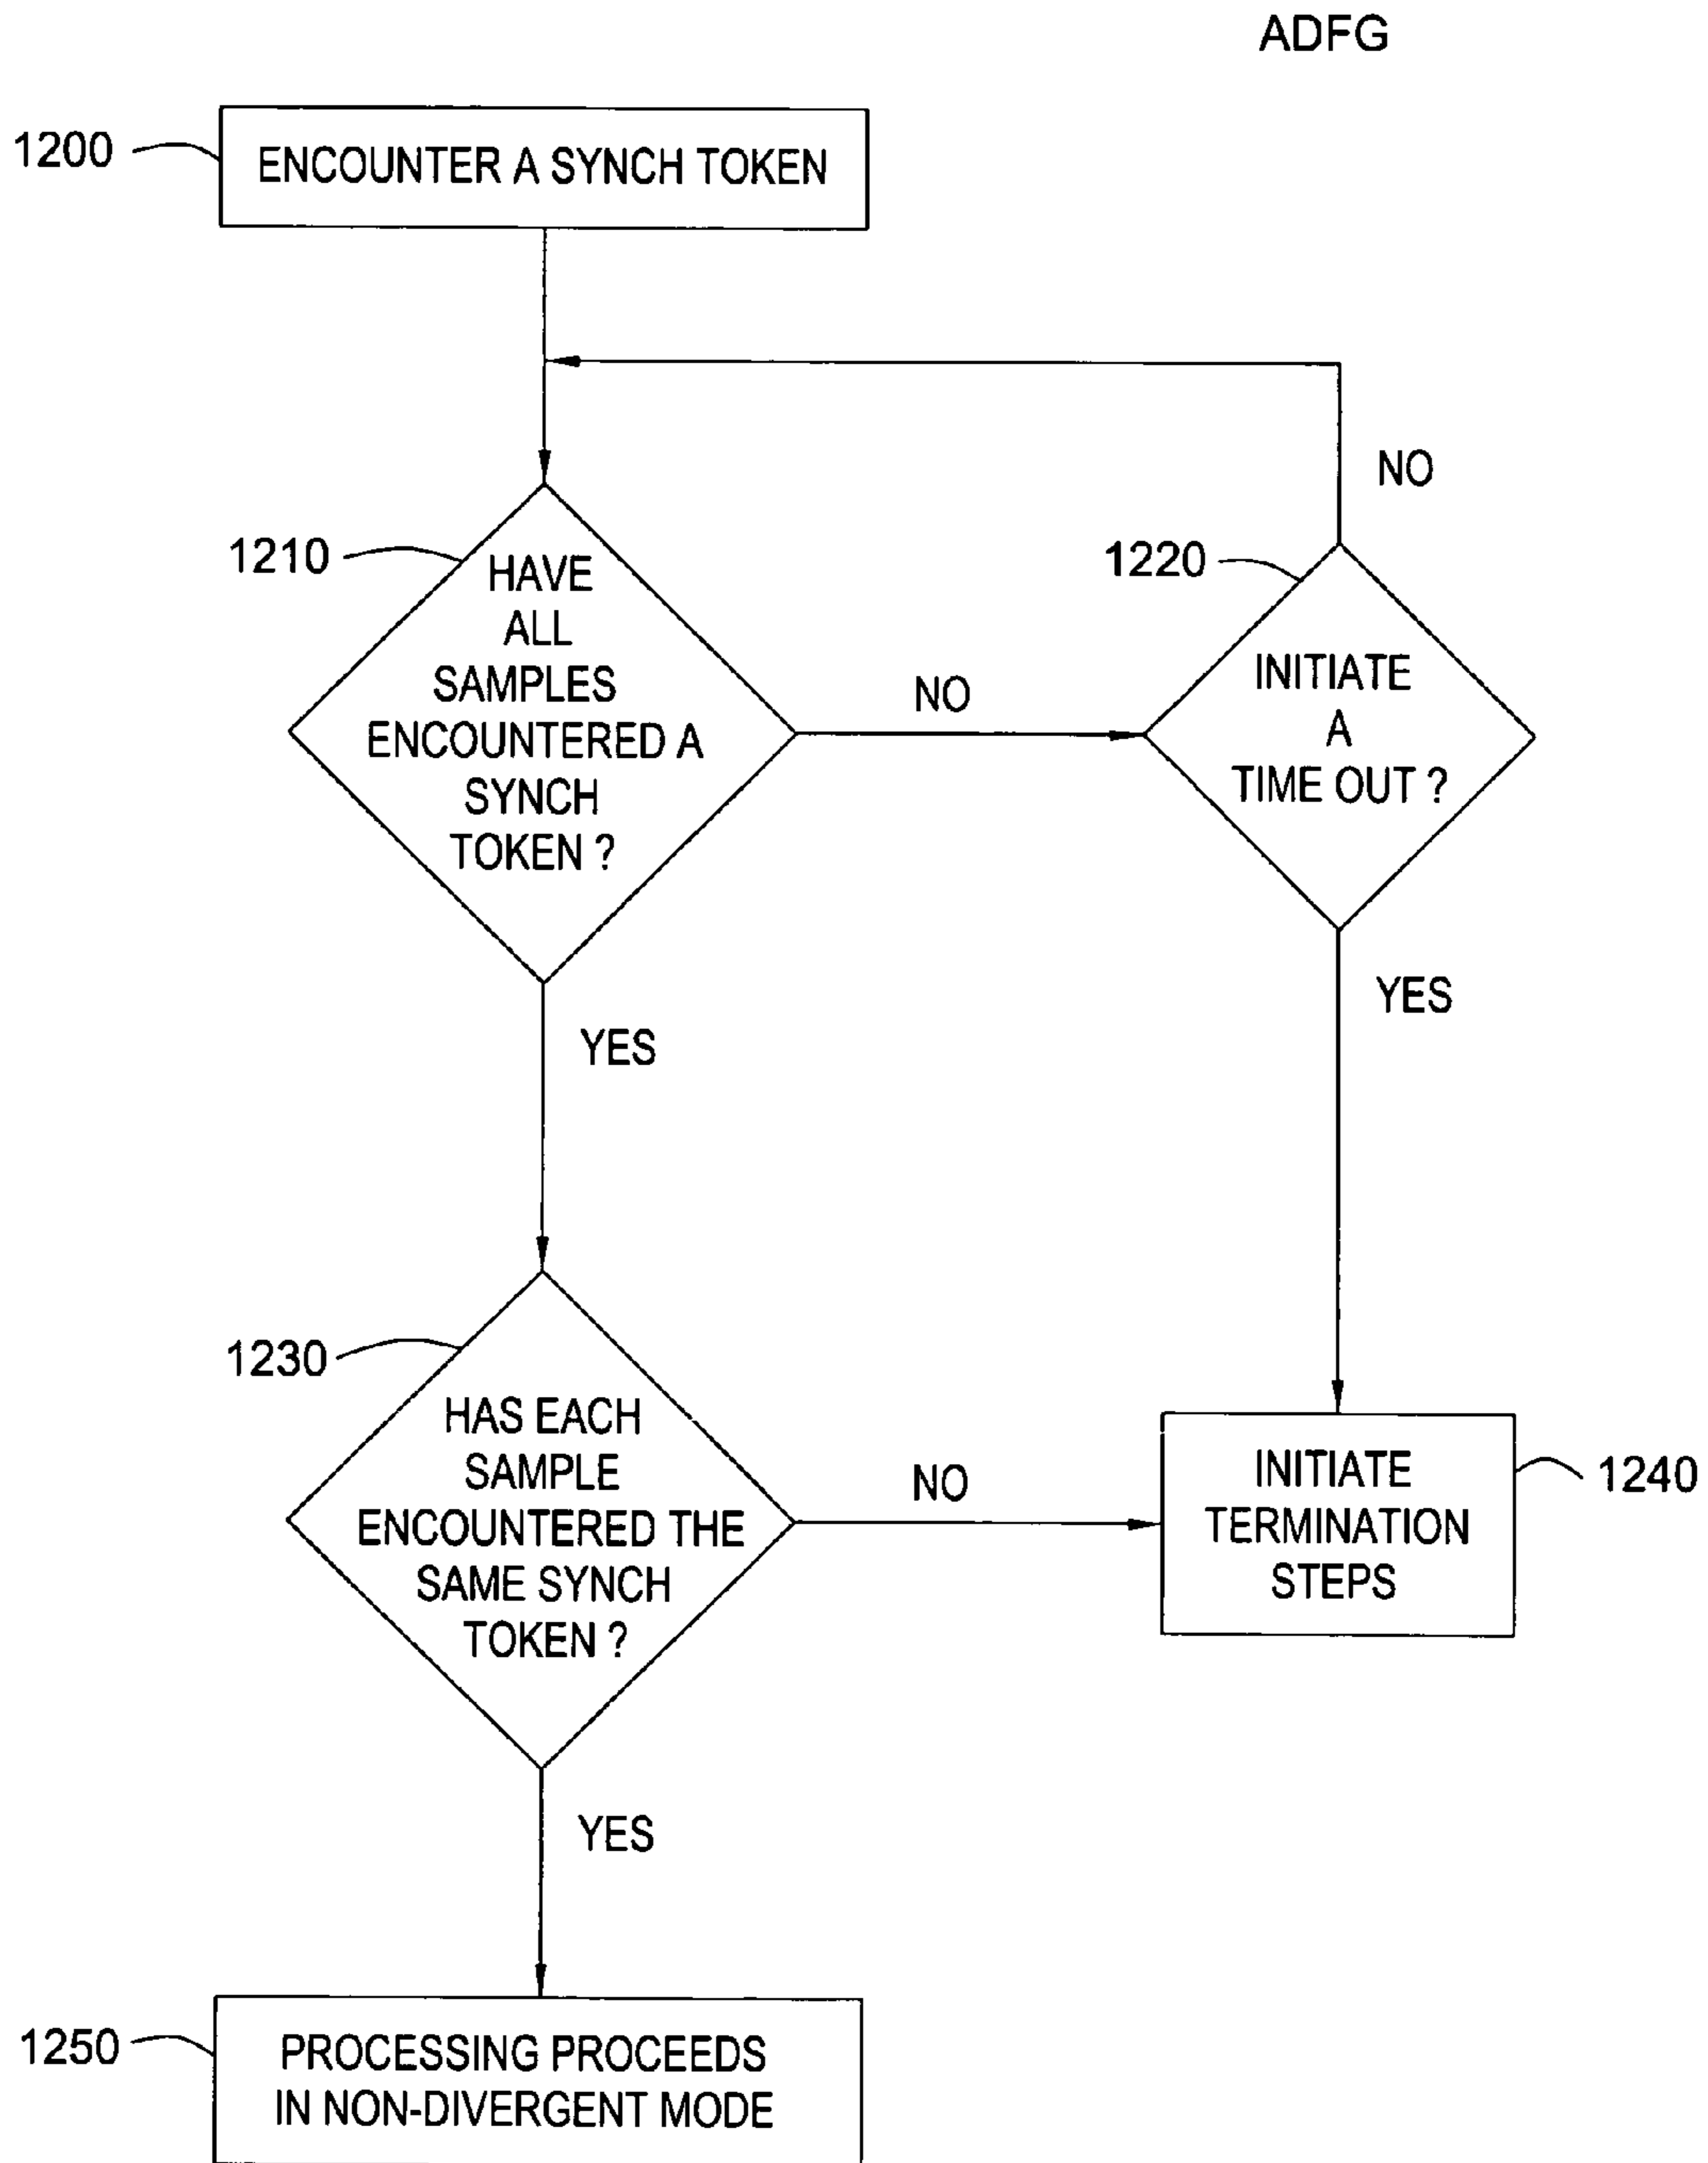 ADFG
1200
ENCOUNTER A SYNCH TOKEN
NO
1210
HAVE
ALL
SAMPLES
ENCOUNTERED A
SYNCH
TOKEN ?
NO
1220
INITIATE
A
TIME OUT ?
YES
YES
1230
HAS EACH
SAMPLE
ENCOUNTERED THE
SAME SYNCH
TOKEN ?
NO
INITIATE
TERMINATION
STEPS
1240
YES
1250
PROCESSING PROCEEDS
IN NON-DIVERGENT MODE